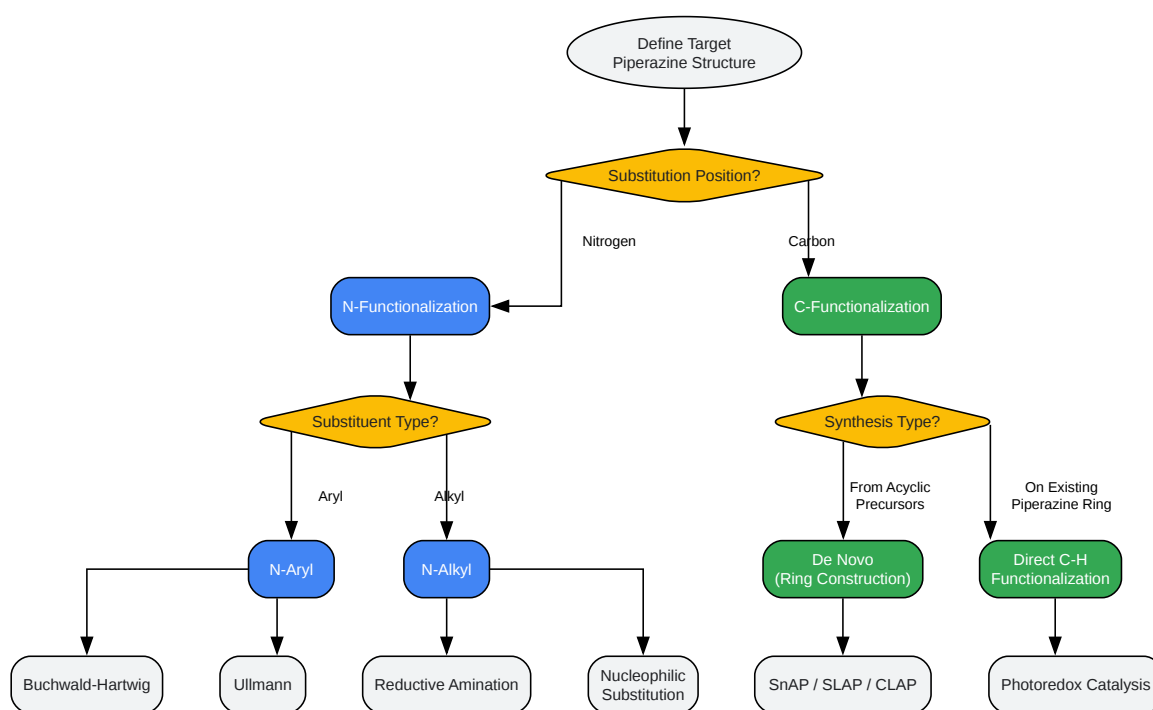 Define Target
Piperazine Structure
Substitution Position?
Nitrogen
Carbon
N-Functionalization
C-Functionalization
Substituent Type?
Synthesis Type?
Aryl
Alkyl
From Acyclic
Precursors
On Existing
Piperazine Ring
N-Aryl
N-Alkyl
De Novo
(Ring Construction)
Direct C-H
Functionalization
Buchwald-Hartwig
Ullmann
Reductive Amination
Nucleophilic
Substitution
SnAP / SLAP / CLAP
Photoredox Catalysis